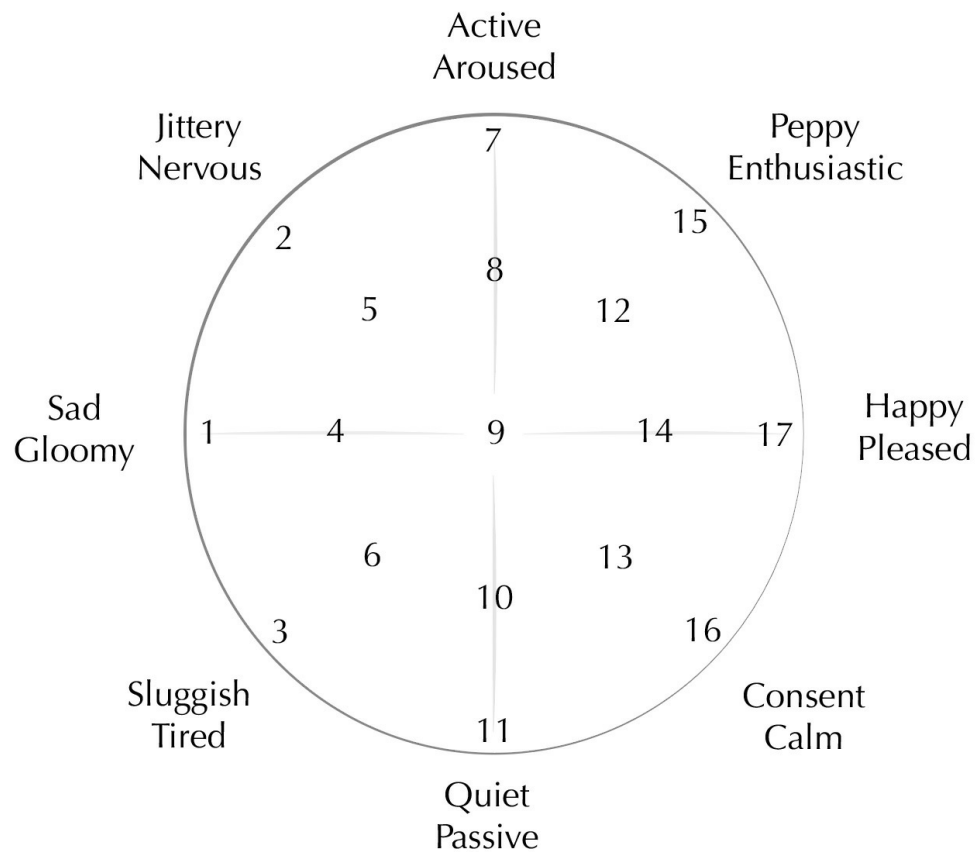 Active
Aroused
Jittery
Nervous
Peppy
Enthusiastic
7
15
2
8
5
12
Sad
Gloomy
1
4
9
14
17
Happy
Pleased
6
13
10
3
16
Sluggish
Tired
Consent
Calm
11
Quiet
Passive